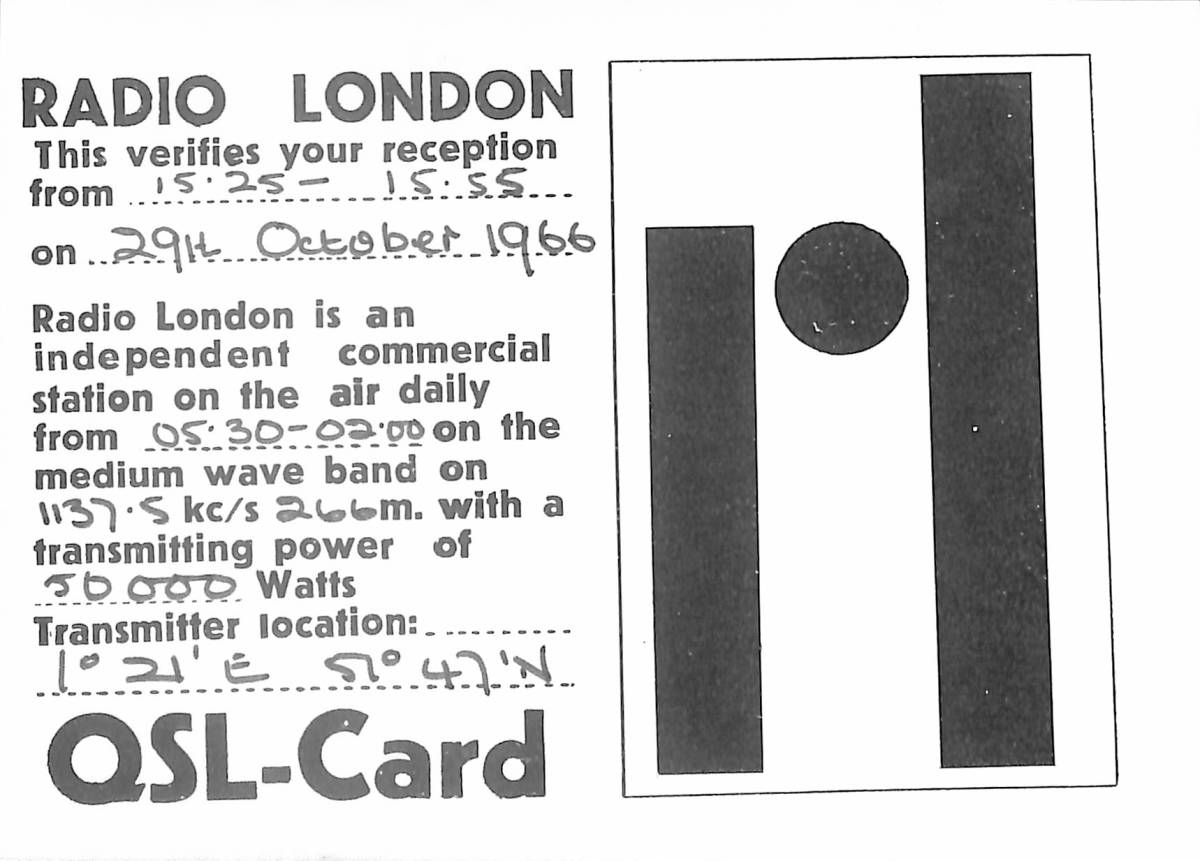 RADIO LONDON
This verifies your reception
from 15·25 – 15·55
on 29th October 1966
Radio London is an
independent commercial
station on the air daily
from 05·30-02·00 on the
medium wave band on
1137·5 kc/s 266m. with a
transmitting power of
50 000 Watts
Transmitter location:
1° 21' E 51° 47' N
QSL-Card